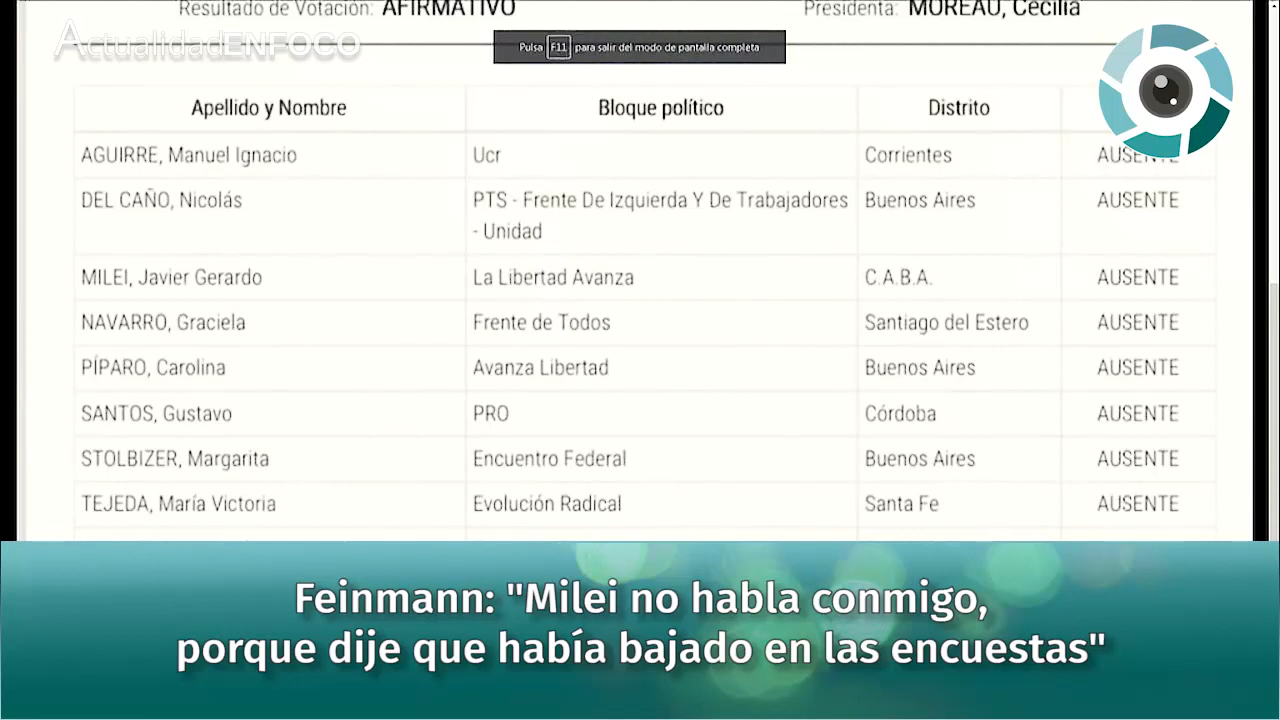 Resultado de Votación: AFIRMATIVO Presidenta: MOREAU, Cecilia
ActualidadENFOCO
Pulsa F11 para salir del modo de pantalla completa
Apellido y Nombre Bloque político Distrito
AGUIRRE, Manuel Ignacio Ucr Corrientes AUSENTE
DEL CAÑO, Nicolás PTS - Frente De Izquierda Y De Trabajadores Buenos Aires AUSENTE
- Unidad
MILEI, Javier Gerardo La Libertad Avanza C.A.B.A. AUSENTE
NAVARRO, Graciela Frente de Todos Santiago del Estero AUSENTE
PÍPARO, Carolina Avanza Libertad Buenos Aires AUSENTE
SANTOS, Gustavo PRO Córdoba AUSENTE
STOLBIZER, Margarita Encuentro Federal Buenos Aires AUSENTE
TEJEDA, María Victoria Evolución Radical Santa Fe AUSENTE
Feinmann: "Milei no habla conmigo,
porque dije que había bajado en las encuestas"